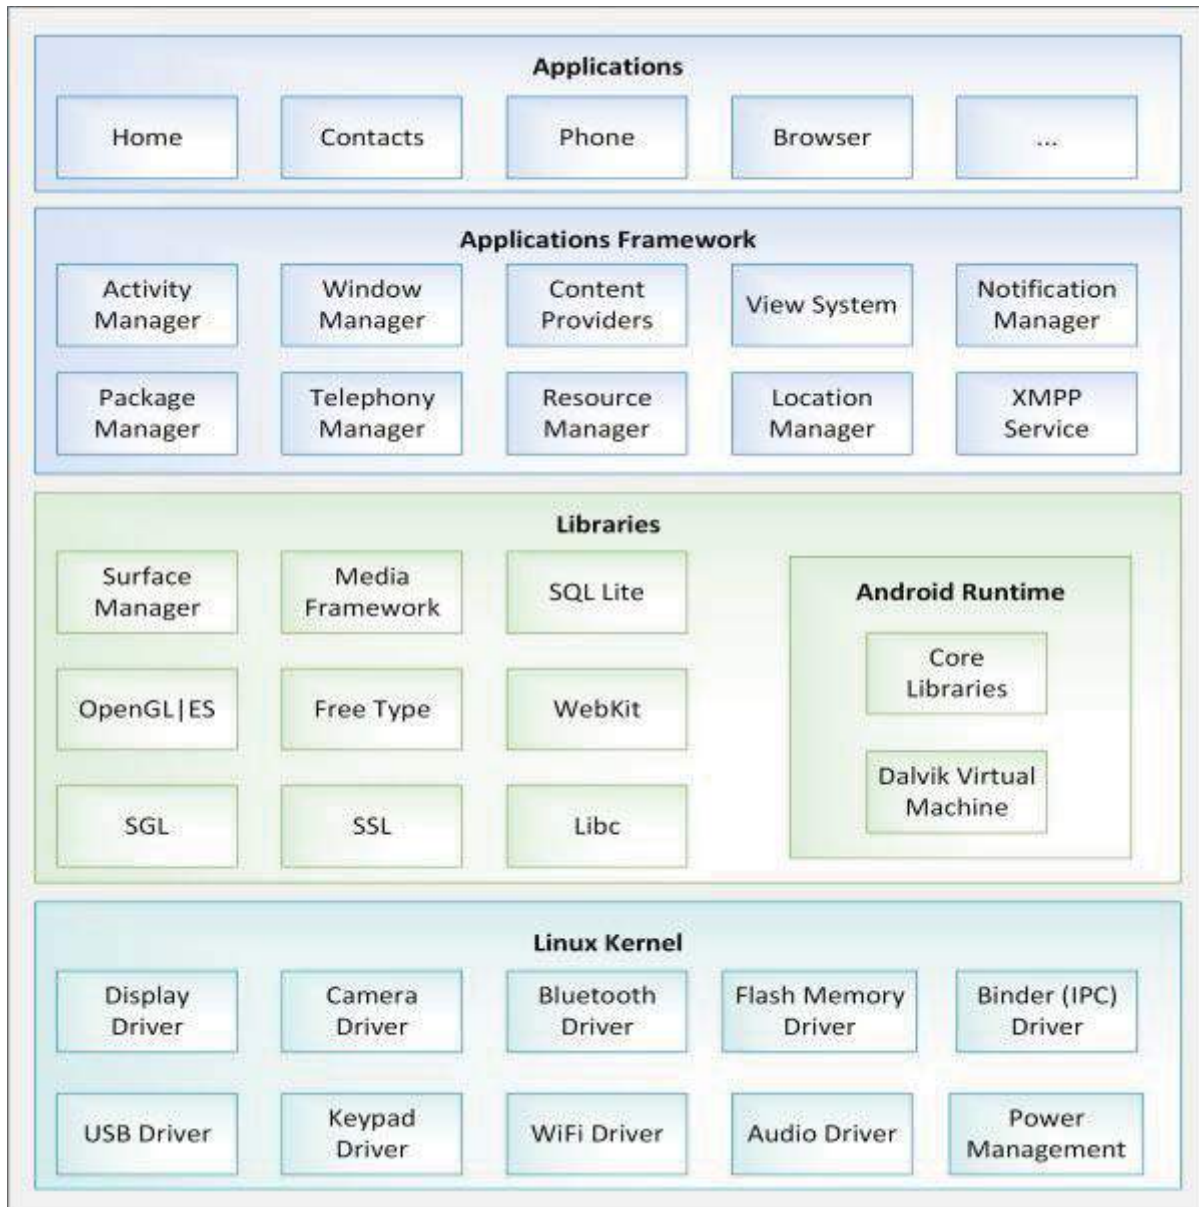 Applications
Home
Contacts
Phone
Browser
...
Applications Framework
Activity
Manager
Window
Manager
Content
Providers
View System
Notification
Manager
Package
Manager
Telephony
Manager
Resource
Manager
Location
Manager
XMPP
Service
Libraries
Surface
Manager
Media
Framework
SQL Lite
OpenGL|ES
Free Type
WebKit
SGL
SSL
Libc
Android Runtime
Core
Libraries
Dalvik Virtual
Machine
Linux Kernel
Display
Driver
Camera
Driver
Bluetooth
Driver
Flash Memory
Driver
Binder (IPC)
Driver
USB Driver
Keypad
Driver
WiFi Driver
Audio Driver
Power
Management